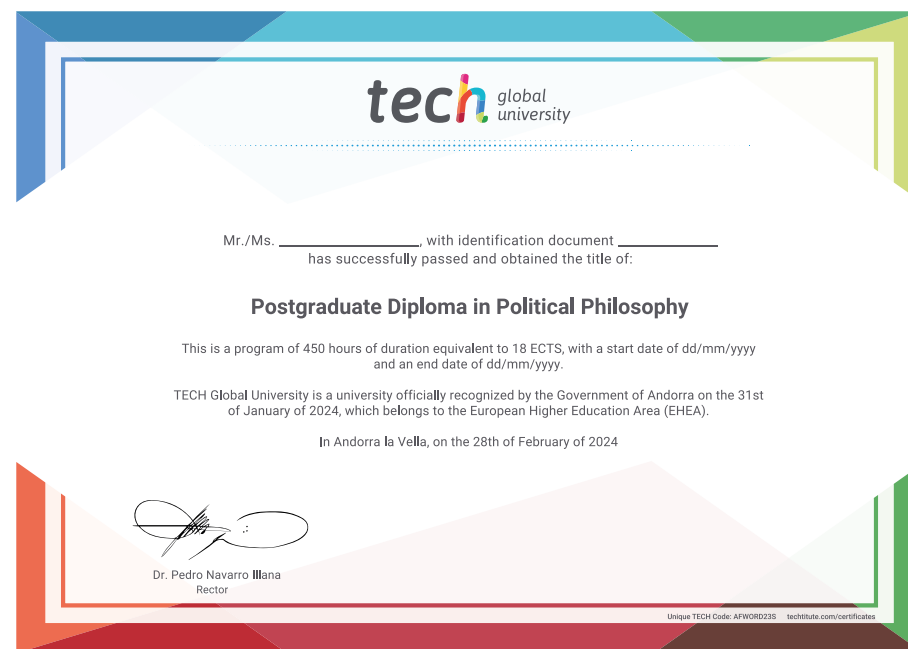 tech global university
Mr./Ms. ____________, with identification document ____________
has successfully passed and obtained the title of:
Postgraduate Diploma in Political Philosophy
This is a program of 450 hours of duration equivalent to 18 ECTS, with a start date of dd/mm/yyyy
and an end date of dd/mm/yyyy.
TECH Global University is a university officially recognized by the Government of Andorra on the 31st
of January of 2024, which belongs to the European Higher Education Area (EHEA).
In Andorra la Vella, on the 28th of February of 2024
Dr. Pedro Navarro Illana
Rector
Unique TECH Code: AFWORD23S techtitute.com/certificates